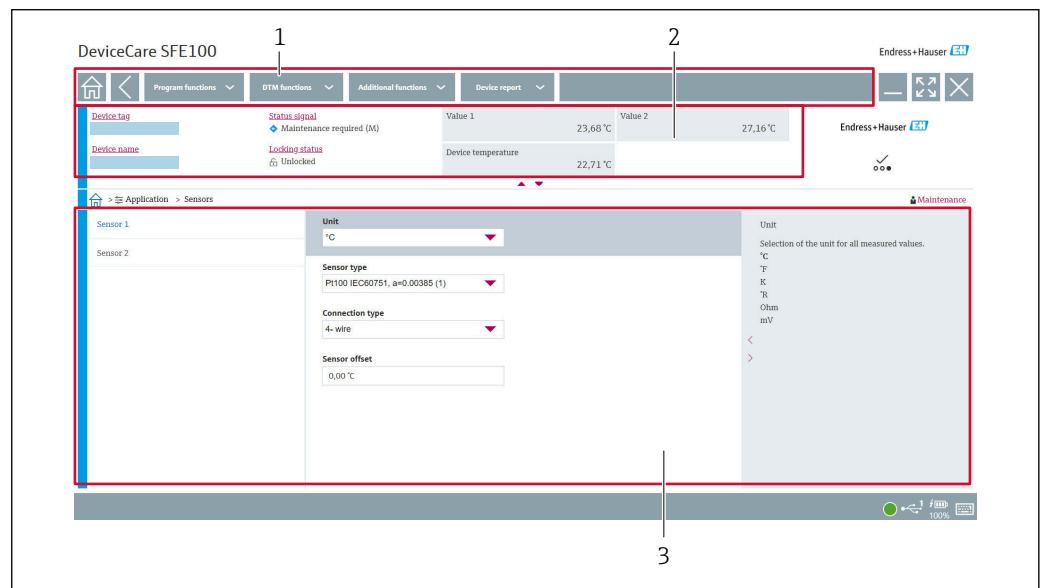 1
2
DeviceCare SFE100
Endress+Hauser EH
Program functions
DTM functions
Additional functions
Device report
Device tag
Status signal
Maintenance required (M)
Value 1
23,68 °C
Value 2
27,16 °C
Endress+Hauser EH
Device name
Locking status
Unlocked
Device temperature
22,71 °C
> Application > Sensors
Maintenance
Sensor 1
Sensor 2
Unit
°C
Sensor type
Pt100 IEC60751, a=0.00385 (1)
Connection type
4- wire
Sensor offset
0,00 °C
Unit
Selection of the unit for all measured values.
°C
°F
K
°R
Ohm
mV
<
>
1
100%
3